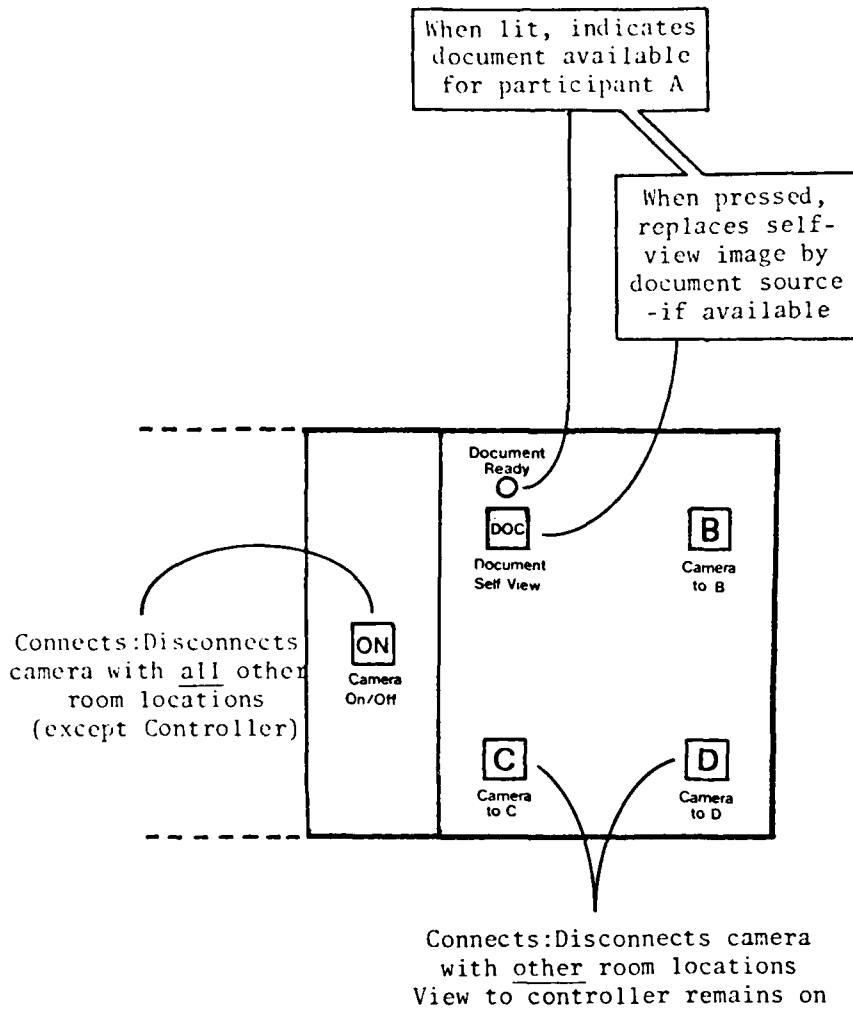 When lit, indicates
document available
for participant A
When pressed,
replaces self-
view image by
document source
-if available
Document
Ready
DOC
Document
Self View
B
Camera
to B
Connects:Disconnects
camera with all other
room locations
(except Controller)
ON
Camera
On/Off
C
Camera
to C
D
Camera
to D
Connects:Disconnects camera
with other room locations
View to controller remains on